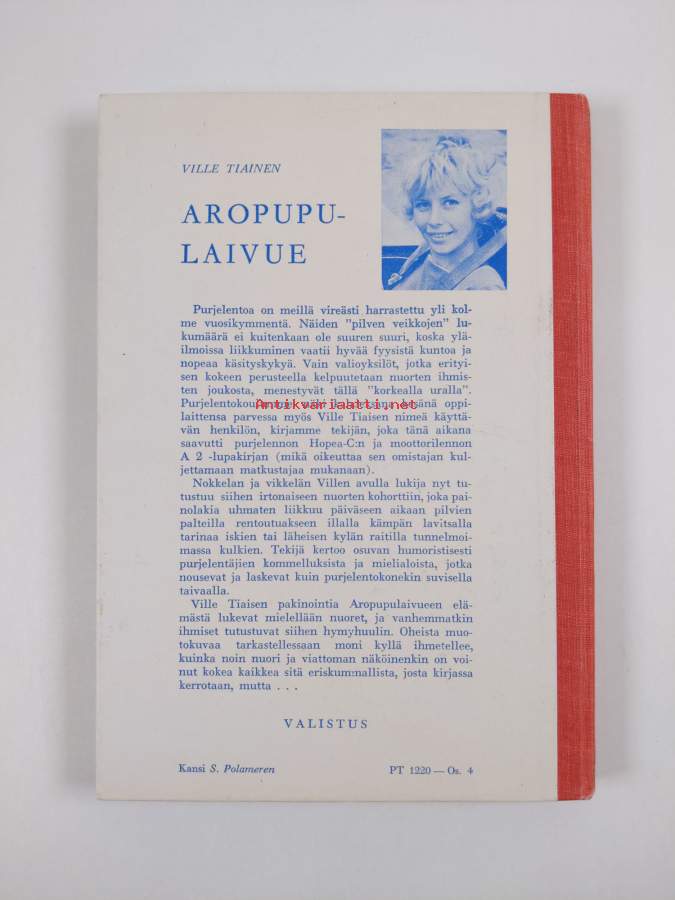 VILLE TIAINEN
AROPUPU-
LAIVUE
Purjelentoa on meillä vireästi harrastettu yli kol-
me vuosikymmentä. Näiden "pilven veikkojen" lu-
kumäärä ei kuitenkaan ole suuren suuri, koska ylä-
ilmoissa liikkuminen vaatii hyvää fyysistä kuntoa ja
nopeaa käsityskykyä. Vain valioyksilöt, jotka erityi-
sen kokeen perusteella kelpuutetaan nuorten ihmis-
ten joukosta, menestyvät tällä "korkealla uralla".
Purjelentokoulumme näki kesänä oppi-
Antikvariaatti.net
laittensa parvessa myös Ville Tiaisen nimeä käyttä-
vän henkilön, kirjamme tekijän, joka tänä aikana
saavutti purjelennon Hopea-C:n ja moottorilennon
A 2 -lupakirjan (mikä oikeuttaa sen omistajan kul-
jettamaan matkustajaa mukanaan).
Nokkelan ja vikkelän Villen avulla lukija nyt tu-
tustuu siihen irtonaiseen nuorten kohorttiin, joka pai-
nolakia uhmaten liikkuu päiväseen aikaan pilvien
palteilla rentoutuakseen illalla kämpän lavitsalla
tarinaa iskien tai läheisen kylän raitilla tunnelmoi-
massa kulkien. Tekijä kertoo osuvan humoristisesti
purjelentäjien kommelluksista ja mielialoista, jotka
nousevat ja laskevat kuin purjelentokonekin suvisella
taivaalla.
Ville Tiaisen pakinointia Aropupulaivueen elä-
mästä lukevat mielellään nuoret, ja vanhemmatkin
ihmiset tutustuvat siihen hymyhuulin. Oheista muo-
tokuvaa tarkastellessaan moni kyllä ihmetellee,
kuinka noin nuori ja viattoman näköinenkin on voi-
nut kokea kaikkea sitä eriskummallista, josta kirjassa
kerrotaan, mutta . . .
VALISTUS
Kansi S. Polameren
PT 1220 — Os. 4